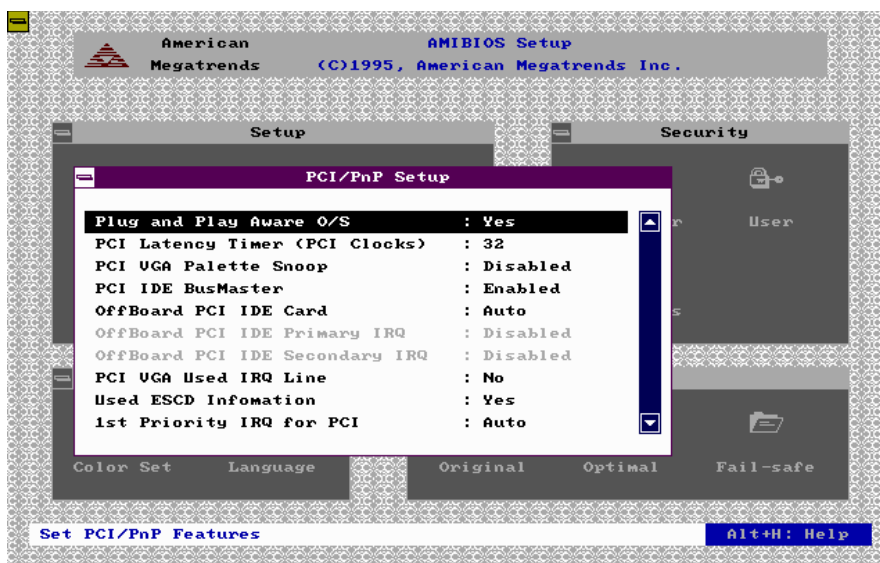 American
Megatrends
AMIBIOS Setup
(C)1995, American Megatrends Inc.
Setup
Security
PCI/PnP Setup
Plug and Play Aware O/S : Yes
PCI Latency Timer (PCI Clocks) : 32
PCI VGA Palette Snoop : Disabled
PCI IDE BusMaster : Enabled
OffBoard PCI IDE Card : Auto
OffBoard PCI IDE Primary IRQ : Disabled
OffBoard PCI IDE Secondary IRQ : Disabled
PCI VGA Used IRQ Line : No
Used ESCD Infomation : Yes
1st Priority IRQ for PCI : Auto
User
Color Set Language
Original Optimal Fail-safe
Set PCI/PnP Features
Alt+H: Help